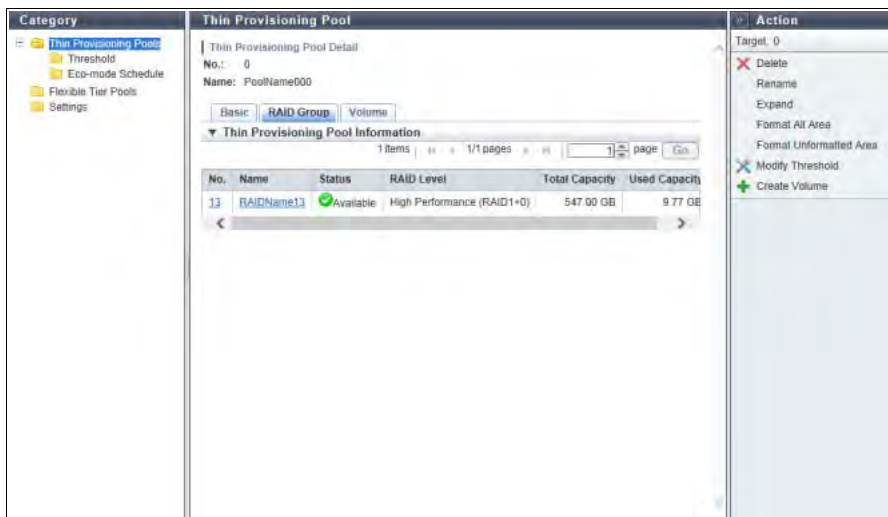 Category
Thin Provisioning Pools
Threshold
Eco-mode Schedule
Flexible Tier Pools
Settings
Thin Provisioning Pool
Thin Provisioning Pool Detail
No.: 0
Name: PoolName000
Basic RAID Group Volume
▼ Thin Provisioning Pool Information
1 items 1/1 pages 1 page Go
No. Name Status RAID Level Total Capacity Used Capacity
13 RAIDName13 Available High Performance (RAID1+0) 547.00 GB 9.77 GB
» Action
Target: 0
Delete
Rename
Expand
Format All Area
Format Unformatted Area
Modify Threshold
Create Volume